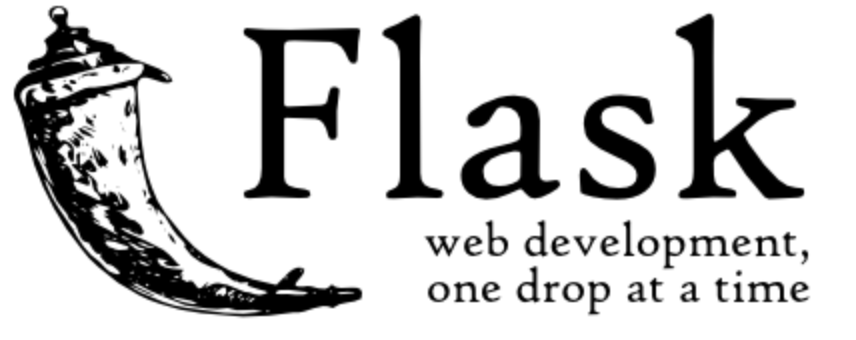 Flask
web development,
one drop at a time